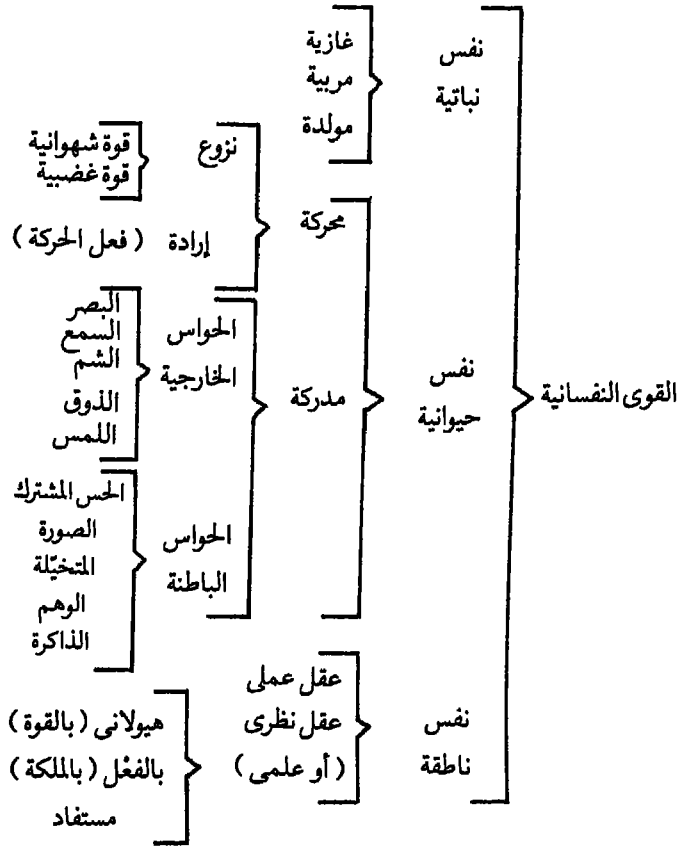 القوى النفسانية
نفس
نباتية
غازية
مربية
مولدة
نفس
حيوانية
محركة
نزوع
قوة شهوانية
قوة غضبية
إرادة (فعل الحركة)
مدركة
الحواس
الخارجية
البصر
السمع
الشم
الذوق
اللمس
الحواس
الباطنة
الحس المشترك
الصورة
المتخيّلة
الوهم
الذاكرة
نفس
ناطقة
عقل عملى
عقل نظرى
(أو علمى)
هيولانى (بالقوة)
بالفعْل (بالملكة)
مستفاد